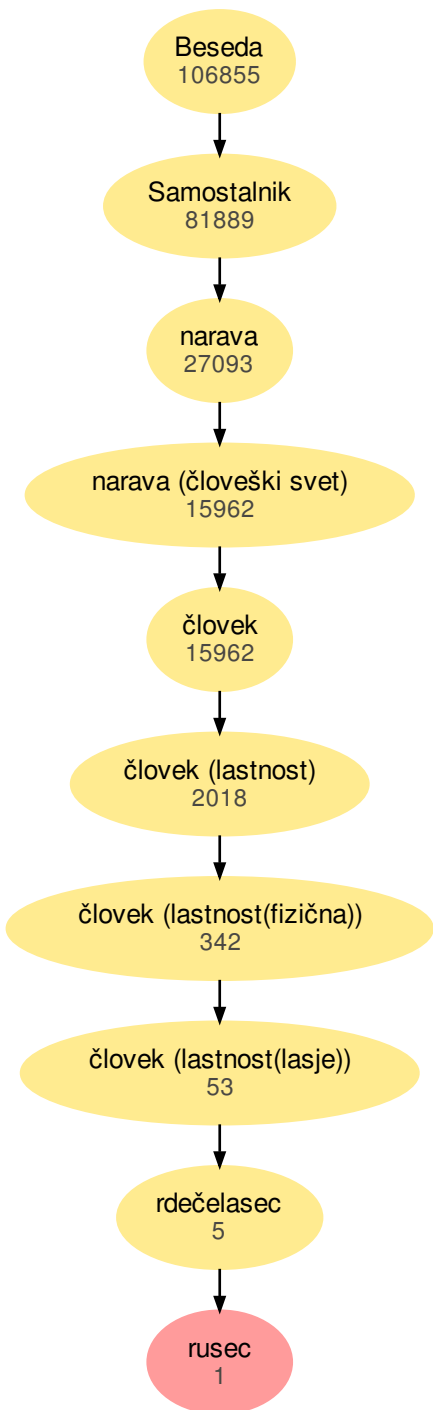 Beseda
106855
Samostalnik
81889
narava
27093
narava (človeški svet)
15962
človek
15962
človek (lastnost)
2018
človek (lastnost(fizična))
342
človek (lastnost(lasje))
53
rdečelasec
5
rusec
1